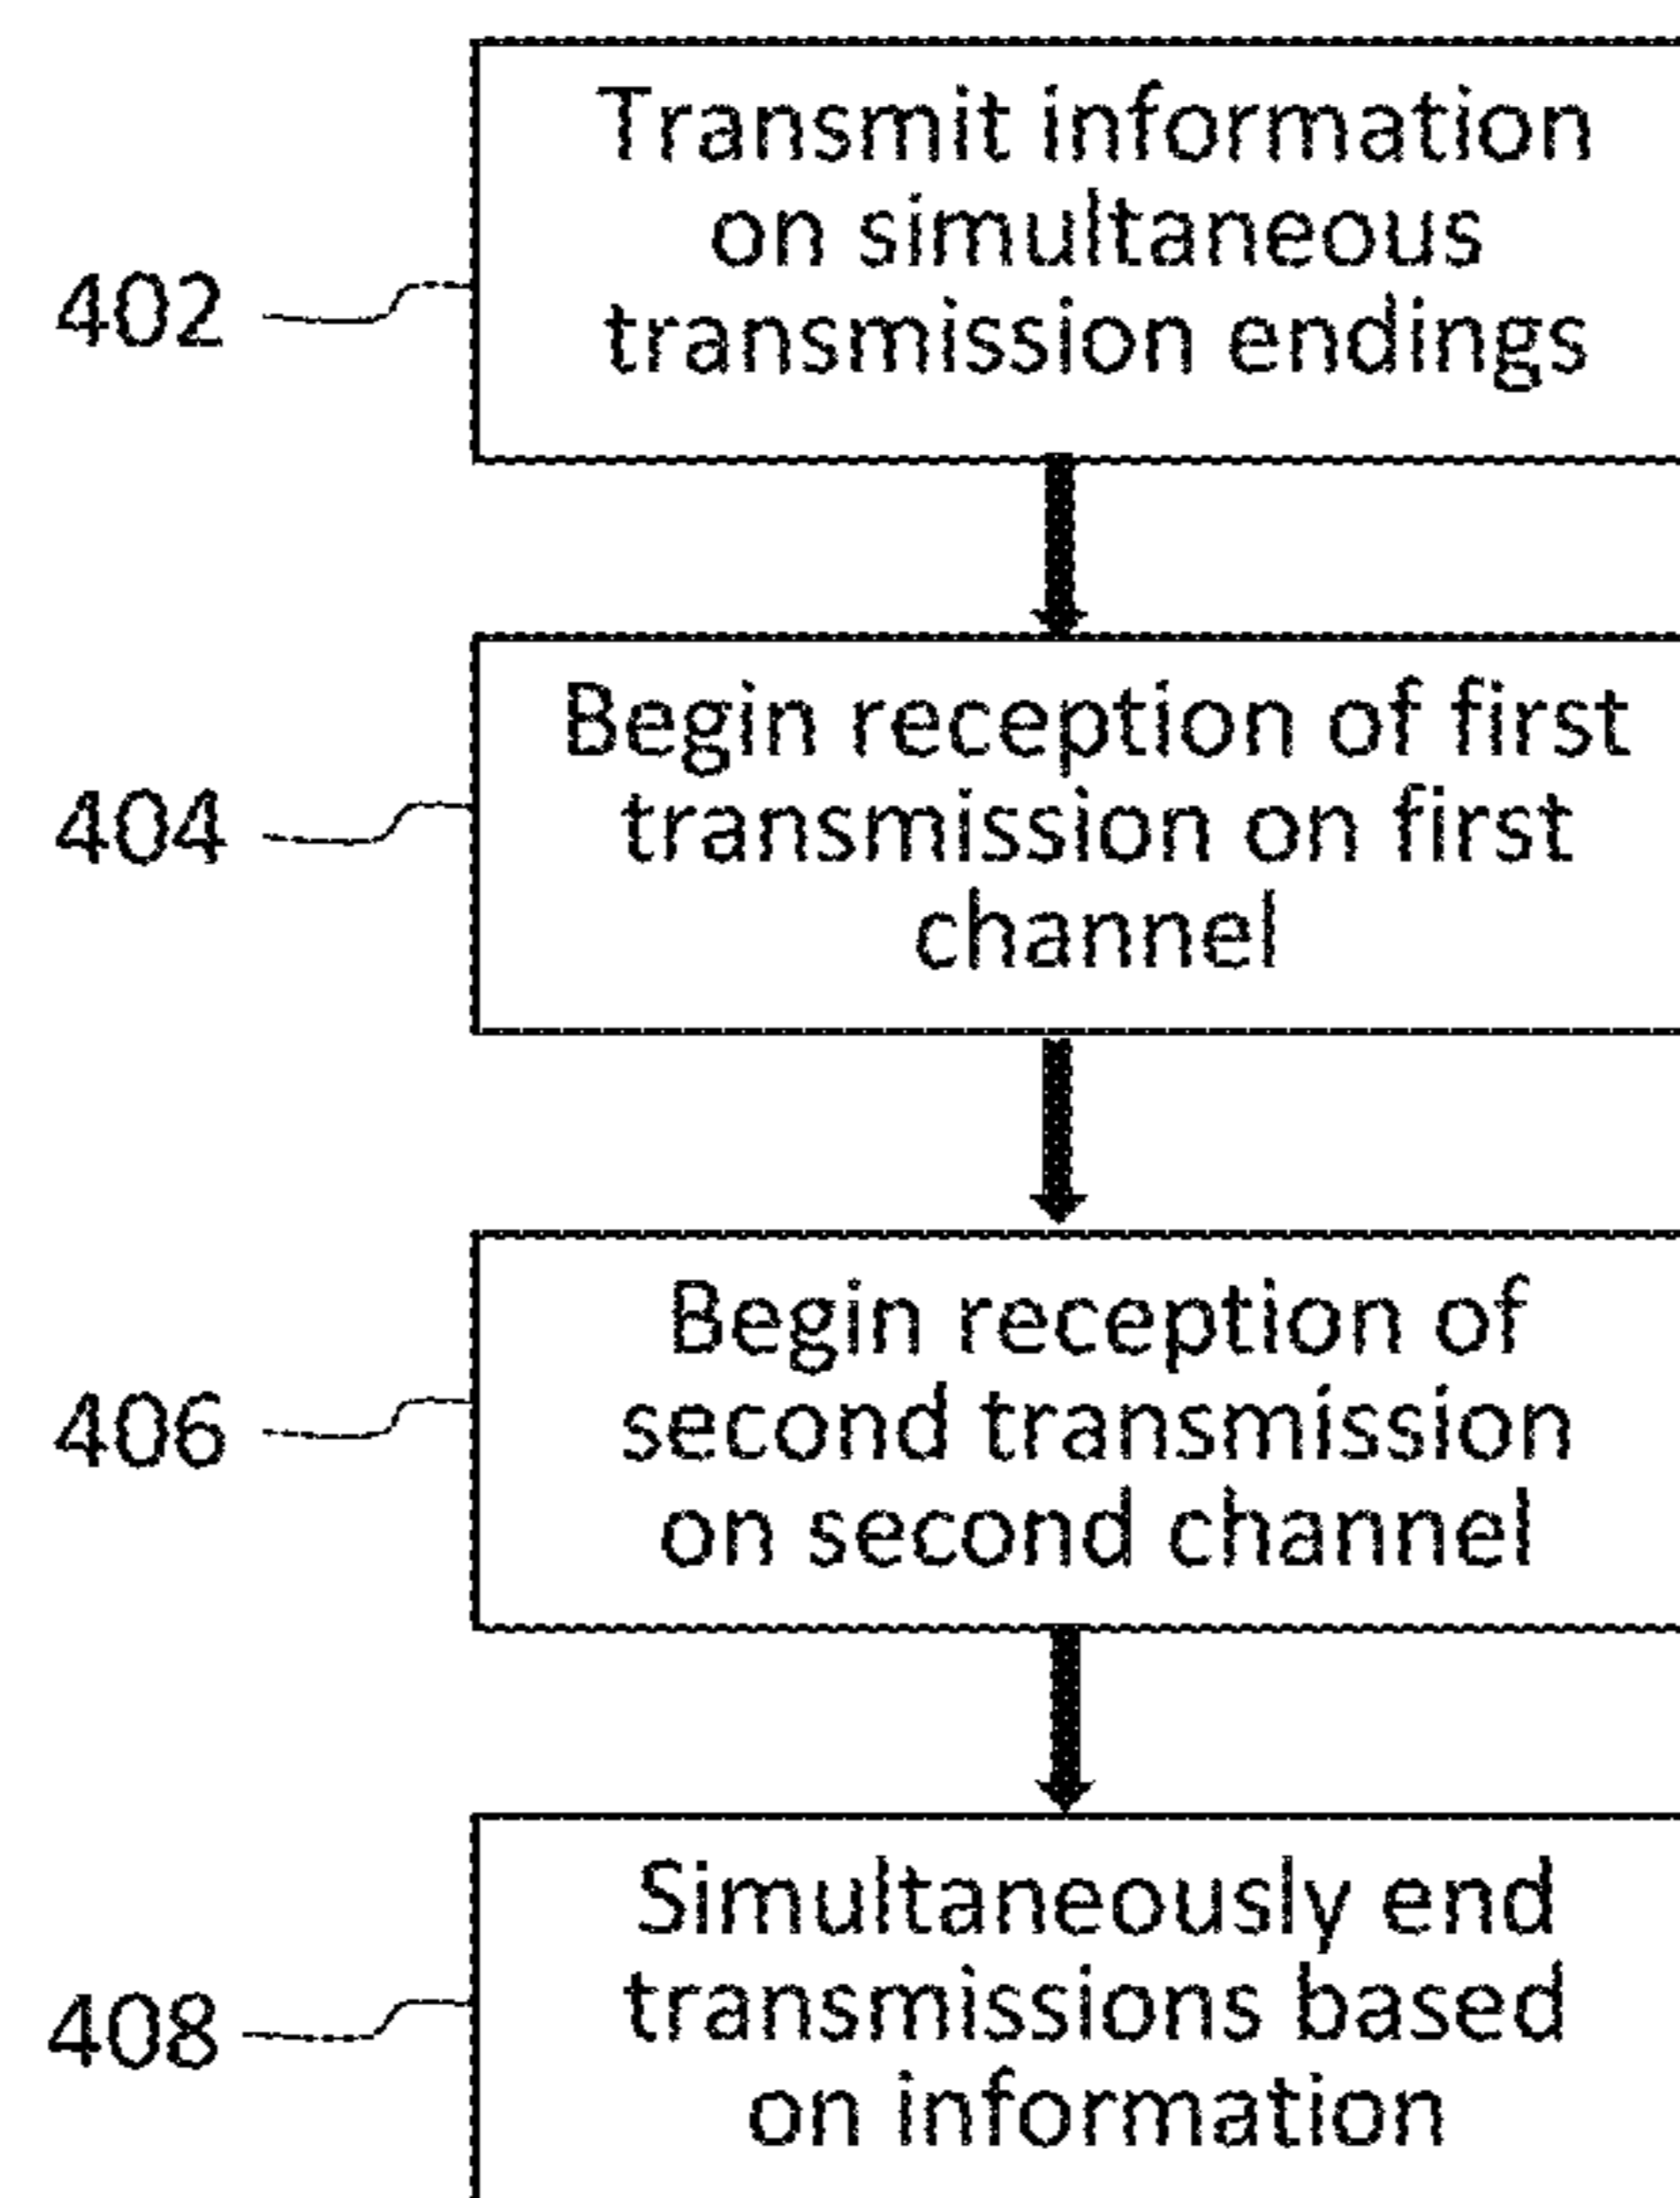 Transmit information
on simultaneous
transmission endings
402
Begin reception of first
transmission on first
channel
404
Begin reception of
second transmission
on second channel
406
Simultaneously end
transmissions based
on information
408